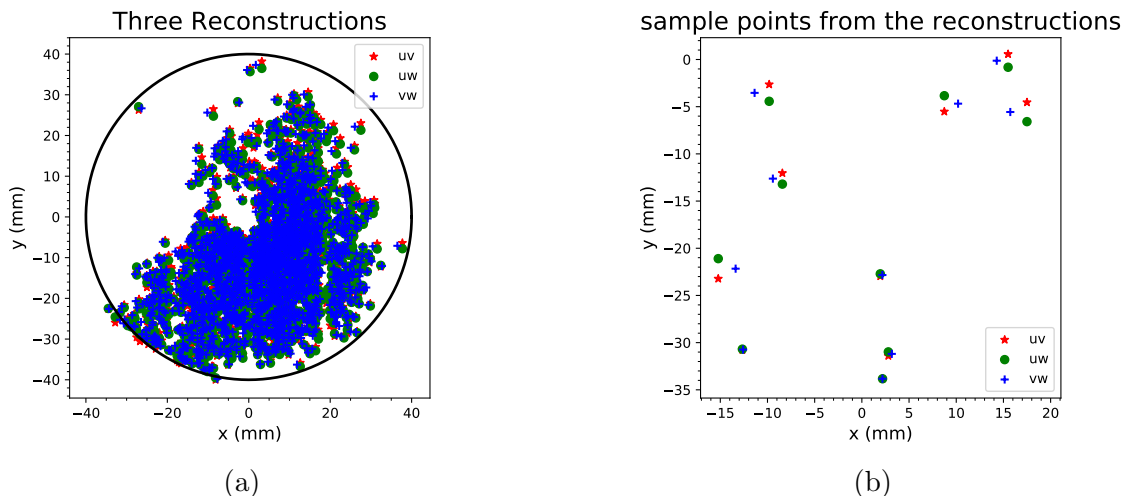 Three Reconstructions
40
30
20
10
0
−10
−20
−30
−40
y (mm)
−40
−20
0
20
40
x (mm)
uv
uw
vw
(a)
sample points from the reconstructions
0
−5
−10
−15
−20
−25
−30
−35
y (mm)
−15
−10
−5
0
5
10
15
20
x (mm)
uv
uw
vw
(b)